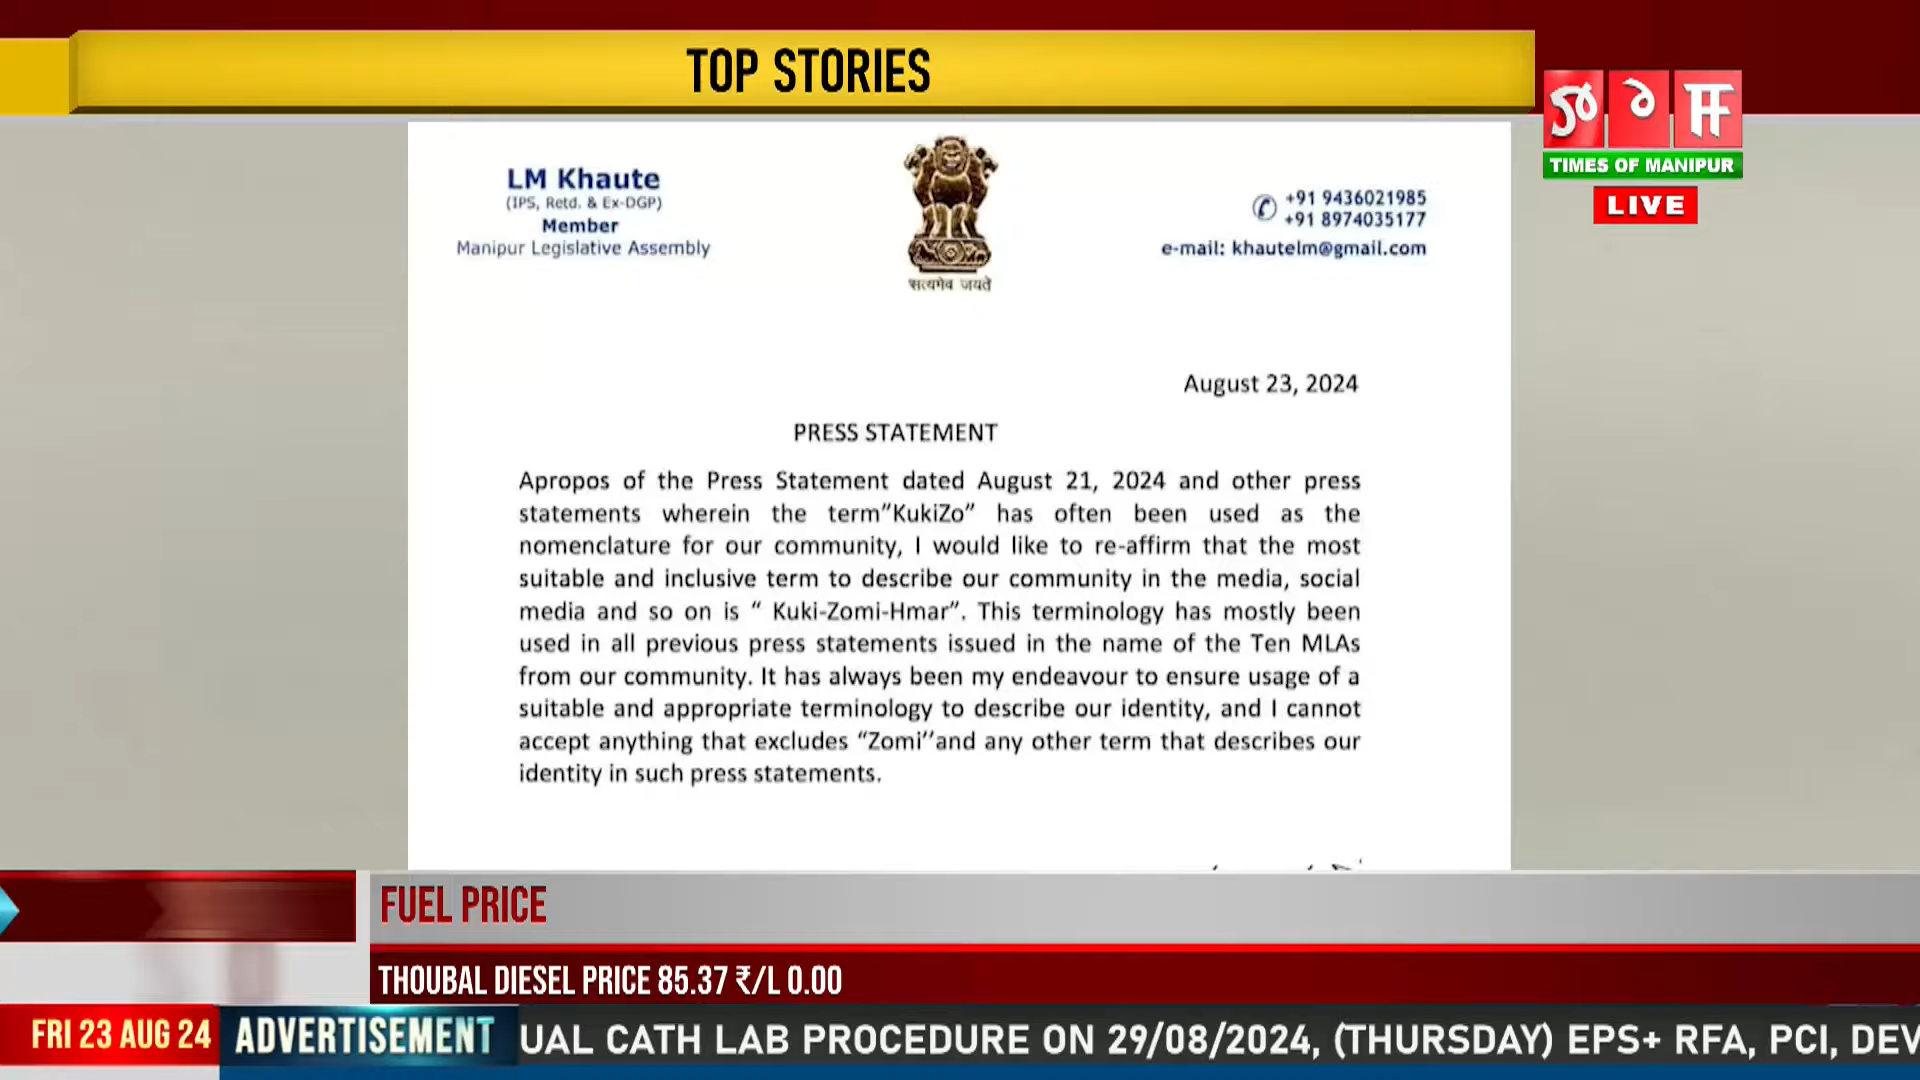 TOP STORIES
TIMES OF MANIPUR
LIVE
LM Khaute
(IPS, Retd. & Ex-DGP)
Member
Manipur Legislative Assembly
सत्यमेव जयते
+91 9436021985
+91 8974035177
e-mail: khautelm@gmail.com
August 23, 2024
PRESS STATEMENT
Apropos of the Press Statement dated August 21, 2024 and other press
statements wherein the term”KukiZo” has often been used as the
nomenclature for our community, I would like to re-affirm that the most
suitable and inclusive term to describe our community in the media, social
media and so on is “ Kuki-Zomi-Hmar”. This terminology has mostly been
used in all previous press statements issued in the name of the Ten MLAs
from our community. It has always been my endeavour to ensure usage of a
suitable and appropriate terminology to describe our identity, and I cannot
accept anything that excludes “Zomi’’and any other term that describes our
identity in such press statements.
FUEL PRICE
THOUBAL DIESEL PRICE 85.37 ₹/L 0.00
FRI 23 AUG 24
ADVERTISEMENT
UAL CATH LAB PROCEDURE ON 29/08/2024, (THURSDAY) EPS+ RFA, PCI, DEV